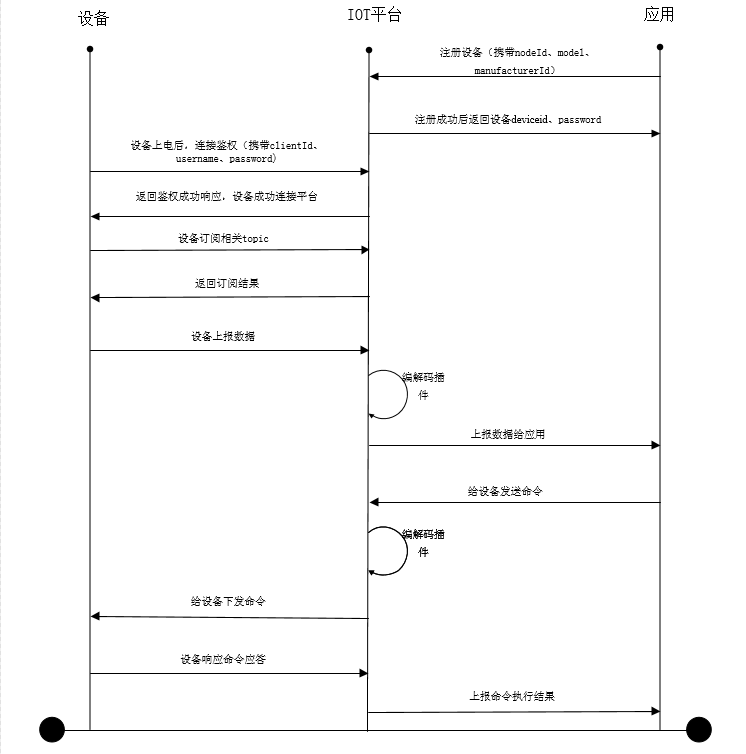 设备
IOT平台
应用
注册设备（携带nodeId、model、
manufacturerId）
注册成功后返回设备deviceid、password
设备上电后，连接鉴权（携带clientId、
username、password)
返回鉴权成功响应，设备成功连接平台
设备订阅相关topic
返回订阅结果
设备上报数据
编解码插
件
上报数据给应用
给设备发送命令
编解码插
件
给设备下发命令
设备响应命令应答
上报命令执行结果